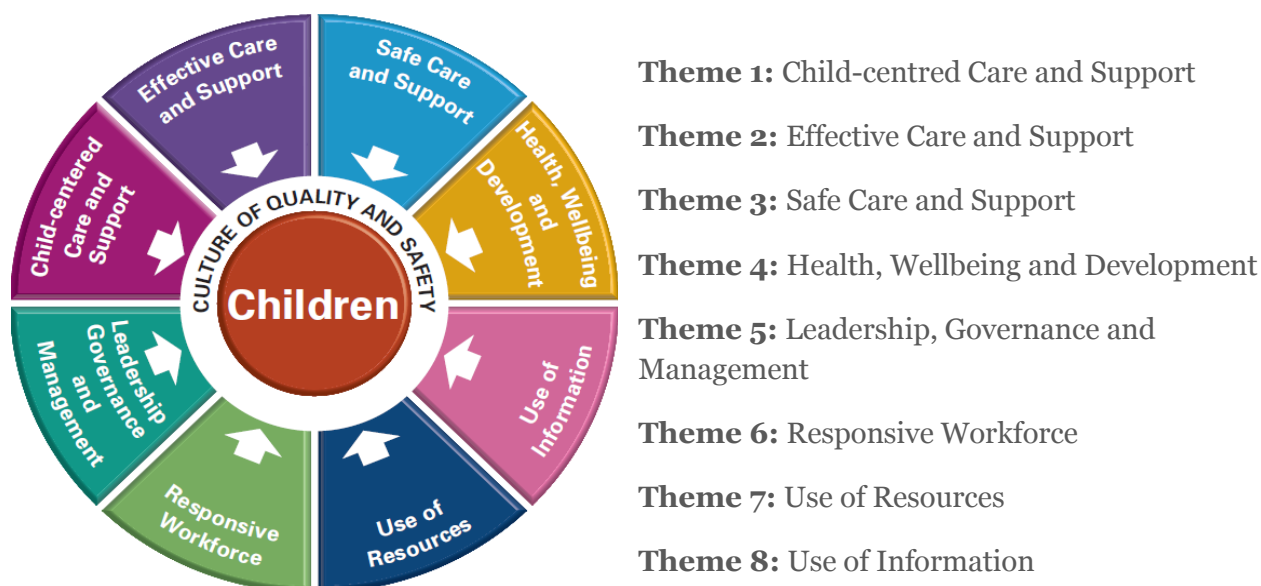 Effective Care
and Support
Safe Care
and Support
Health, Wellbeing
and
Development
Use of
Information
Use of
Resources
Responsive
Workforce
Leadership
Governance
and
Management
Child-centered
Care and
Support
CULTURE OF QUALITY AND SAFETY
Children
Theme 1: Child-centred Care and Support
Theme 2: Effective Care and Support
Theme 3: Safe Care and Support
Theme 4: Health, Wellbeing and Development
Theme 5: Leadership, Governance and
Management
Theme 6: Responsive Workforce
Theme 7: Use of Resources
Theme 8: Use of Information